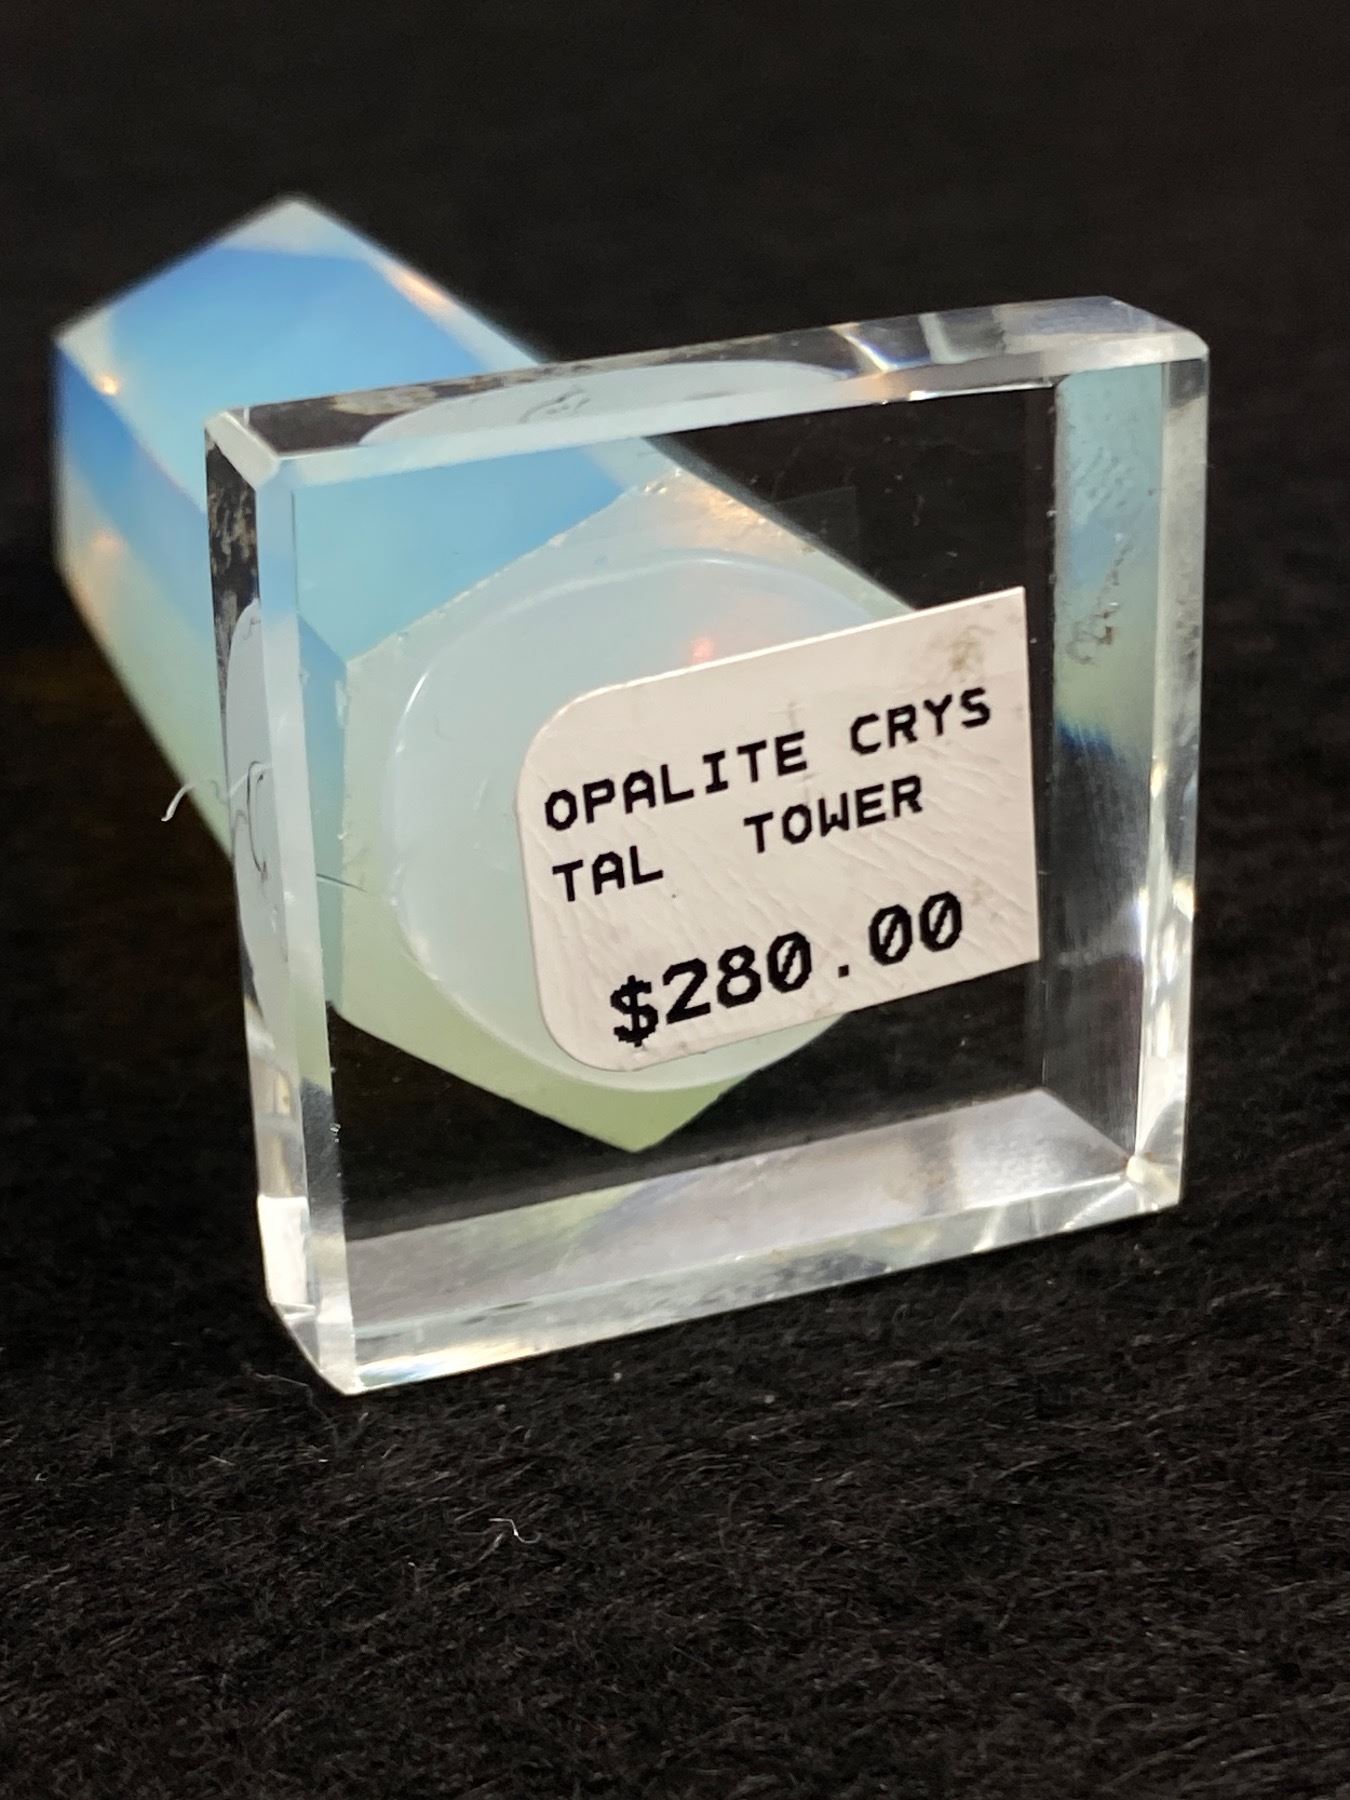 OPALITE CRYS
TAL TOWER
$280.00